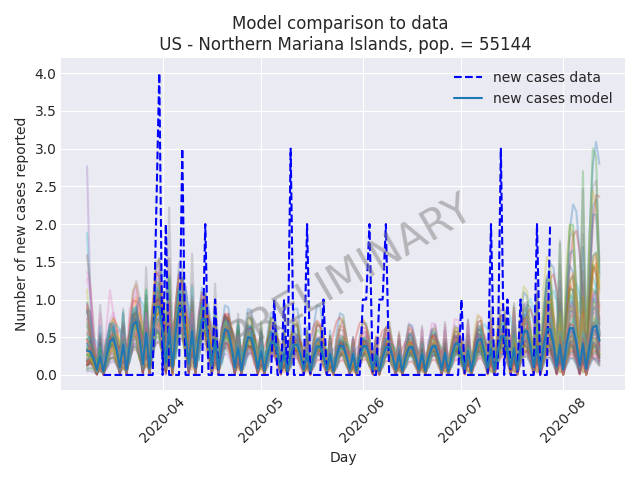 Model comparison to data
US - Northern Mariana Islands, pop. = 55144
4.0
3.5
3.0
2.5
2.0
1.5
1.0
0.5
0.0
Number of new cases reported
new cases data
new cases model
PRELIMINARY
2020-04
2020-05
2020-06
2020-07
2020-08
Day